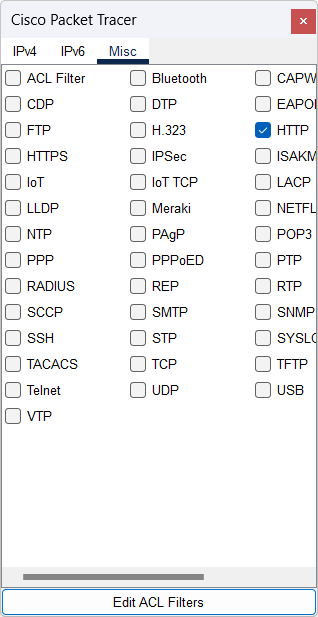 Cisco Packet Tracer
IPv4 IPv6 Misc
ACL Filter Bluetooth CAPW
CDP DTP EAPO
FTP H.323 HTTP
HTTPS IPSec ISAKM
IoT IoT TCP LACP
LLDP Meraki NETFL
NTP PAgP POP3
PPP PPPoED PTP
RADIUS REP RTP
SCCP SMTP SNMP
SSH STP SYSLO
TACACS TCP TFTP
Telnet UDP USB
VTP
Edit ACL Filters